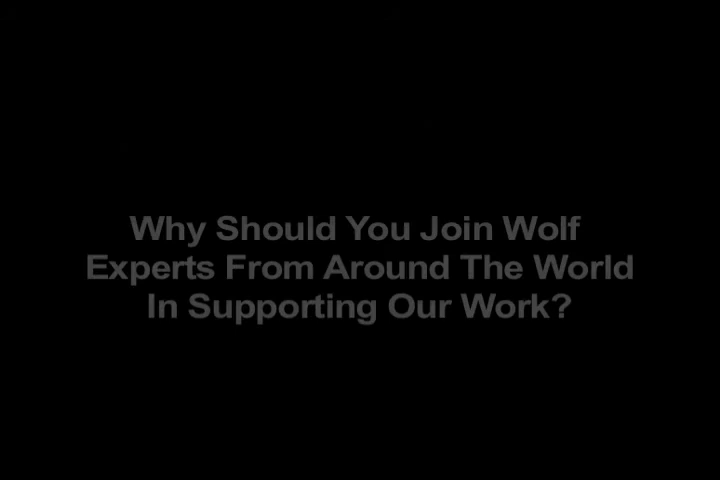 Why Should You Join Wolf
Experts From Around The World
In Supporting Our Work?